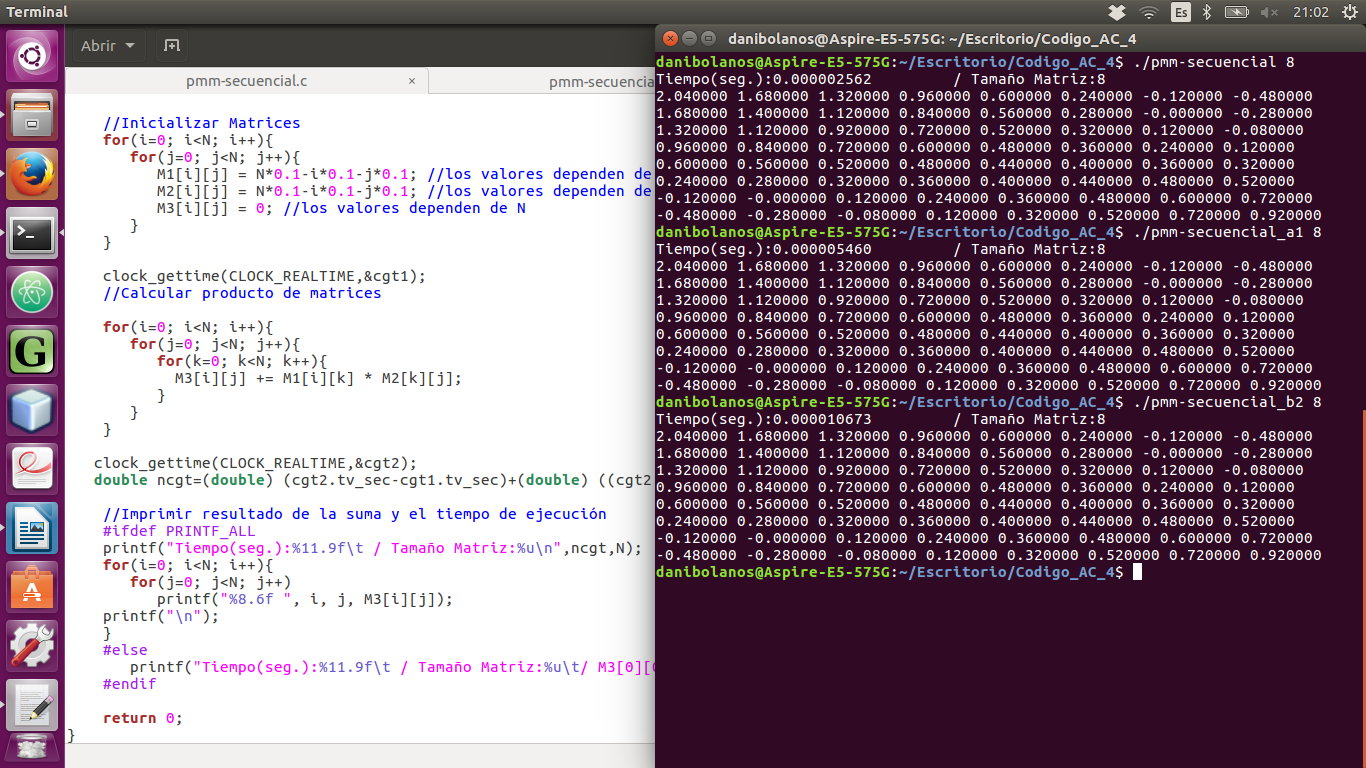 Terminal
Es
21:02
Abrir
pmm-secuencial.c ×
pmm-secuencia
//Inicializar Matrices
for(i=0; i<N; i++){
for(j=0; j<N; j++){
M1[i][j] = N*0.1-i*0.1-j*0.1; //los valores dependen de
M2[i][j] = N*0.1-i*0.1-j*0.1; //los valores dependen de
M3[i][j] = 0; //los valores dependen de N
}
}
clock_gettime(CLOCK_REALTIME,&cgt1);
//Calcular producto de matrices
for(i=0; i<N; i++){
for(j=0; j<N; j++){
for(k=0; k<N; k++){
M3[i][j] += M1[i][k] * M2[k][j];
}
}
}
clock_gettime(CLOCK_REALTIME,&cgt2);
double ncgt=(double) (cgt2.tv_sec-cgt1.tv_sec)+(double) ((cgt2
//Imprimir resultado de la suma y el tiempo de ejecución
#ifdef PRINTF_ALL
printf("Tiempo(seg.):%11.9f\t / Tamaño Matriz:%u\n",ncgt,N);
for(i=0; i<N; i++){
for(j=0; j<N; j++)
printf("%8.6f ", i, j, M3[i][j]);
printf("\n");
}
#else
printf("Tiempo(seg.):%11.9f\t / Tamaño Matriz:%u\t/ M3[0][0
#endif
return 0;
}
danibolanos@Aspire-E5-575G: ~/Escritorio/Codigo_AC_4
danibolanos@Aspire-E5-575G:~/Escritorio/Codigo_AC_4$ ./pmm-secuencial 8
Tiempo(seg.):0.000002562 / Tamaño Matriz:8
2.040000 1.680000 1.320000 0.960000 0.600000 0.240000 -0.120000 -0.480000
1.680000 1.400000 1.120000 0.840000 0.560000 0.280000 -0.000000 -0.280000
1.320000 1.120000 0.920000 0.720000 0.520000 0.320000 0.120000 -0.080000
0.960000 0.840000 0.720000 0.600000 0.480000 0.360000 0.240000 0.120000
0.600000 0.560000 0.520000 0.480000 0.440000 0.400000 0.360000 0.320000
0.240000 0.280000 0.320000 0.360000 0.400000 0.440000 0.480000 0.520000
-0.120000 -0.000000 0.120000 0.240000 0.360000 0.480000 0.600000 0.720000
-0.480000 -0.280000 -0.080000 0.120000 0.320000 0.520000 0.720000 0.920000
danibolanos@Aspire-E5-575G:~/Escritorio/Codigo_AC_4$ ./pmm-secuencial_a1 8
Tiempo(seg.):0.000005460 / Tamaño Matriz:8
2.040000 1.680000 1.320000 0.960000 0.600000 0.240000 -0.120000 -0.480000
1.680000 1.400000 1.120000 0.840000 0.560000 0.280000 -0.000000 -0.280000
1.320000 1.120000 0.920000 0.720000 0.520000 0.320000 0.120000 -0.080000
0.960000 0.840000 0.720000 0.600000 0.480000 0.360000 0.240000 0.120000
0.600000 0.560000 0.520000 0.480000 0.440000 0.400000 0.360000 0.320000
0.240000 0.280000 0.320000 0.360000 0.400000 0.440000 0.480000 0.520000
-0.120000 -0.000000 0.120000 0.240000 0.360000 0.480000 0.600000 0.720000
-0.480000 -0.280000 -0.080000 0.120000 0.320000 0.520000 0.720000 0.920000
danibolanos@Aspire-E5-575G:~/Escritorio/Codigo_AC_4$ ./pmm-secuencial_b2 8
Tiempo(seg.):0.000010673 / Tamaño Matriz:8
2.040000 1.680000 1.320000 0.960000 0.600000 0.240000 -0.120000 -0.480000
1.680000 1.400000 1.120000 0.840000 0.560000 0.280000 -0.000000 -0.280000
1.320000 1.120000 0.920000 0.720000 0.520000 0.320000 0.120000 -0.080000
0.960000 0.840000 0.720000 0.600000 0.480000 0.360000 0.240000 0.120000
0.600000 0.560000 0.520000 0.480000 0.440000 0.400000 0.360000 0.320000
0.240000 0.280000 0.320000 0.360000 0.400000 0.440000 0.480000 0.520000
-0.120000 -0.000000 0.120000 0.240000 0.360000 0.480000 0.600000 0.720000
-0.480000 -0.280000 -0.080000 0.120000 0.320000 0.520000 0.720000 0.920000
danibolanos@Aspire-E5-575G:~/Escritorio/Codigo_AC_4$